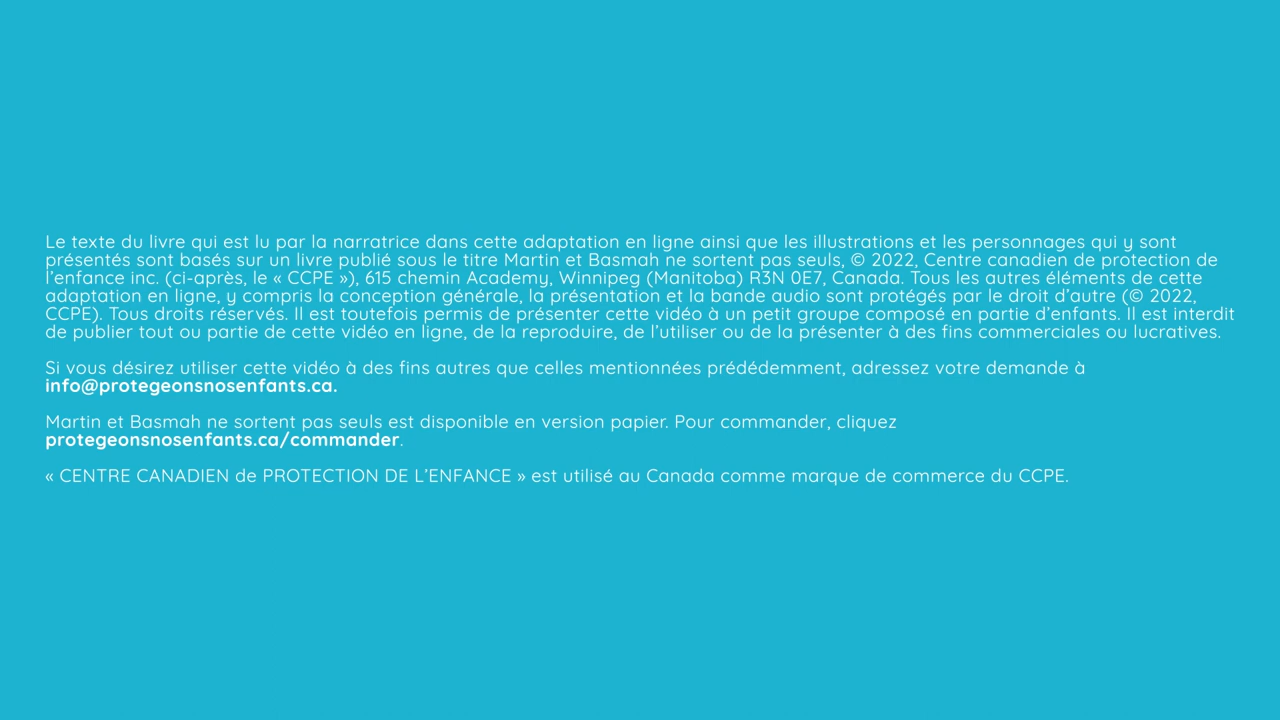 Le texte du livre qui est lu par la narratrice dans cette adaptation en ligne ainsi que les illustrations et les personnages qui y sont
présentés sont basés sur un livre publié sous le titre Martin et Basmah ne sortent pas seuls, © 2022, Centre canadien de protection de
l'enfance inc. (ci-après, le « CCPE »), 615 chemin Academy, Winnipeg (Manitoba) R3N 0E7, Canada. Tous les autres éléments de cette
adaptation en ligne, y compris la conception générale, la présentation et la bande audio sont protégés par le droit d'autre (© 2022,
CCPE). Tous droits réservés. Il est toutefois permis de présenter cette vidéo à un petit groupe composé en partie d'enfants. Il est interdit
de publier tout ou partie de cette vidéo en ligne, de la reproduire, de l'utiliser ou de la présenter à des fins commerciales ou lucratives.
Si vous désirez utiliser cette vidéo à des fins autres que celles mentionnées prédédemment, adressez votre demande à
info@protegeonsnosenfants.ca.
Martin et Basmah ne sortent pas seuls est disponible en version papier. Pour commander, cliquez
protegeonsnosenfants.ca/commander.
« CENTRE CANADIEN de PROTECTION DE L'ENFANCE » est utilisé au Canada comme marque de commerce du CCPE.